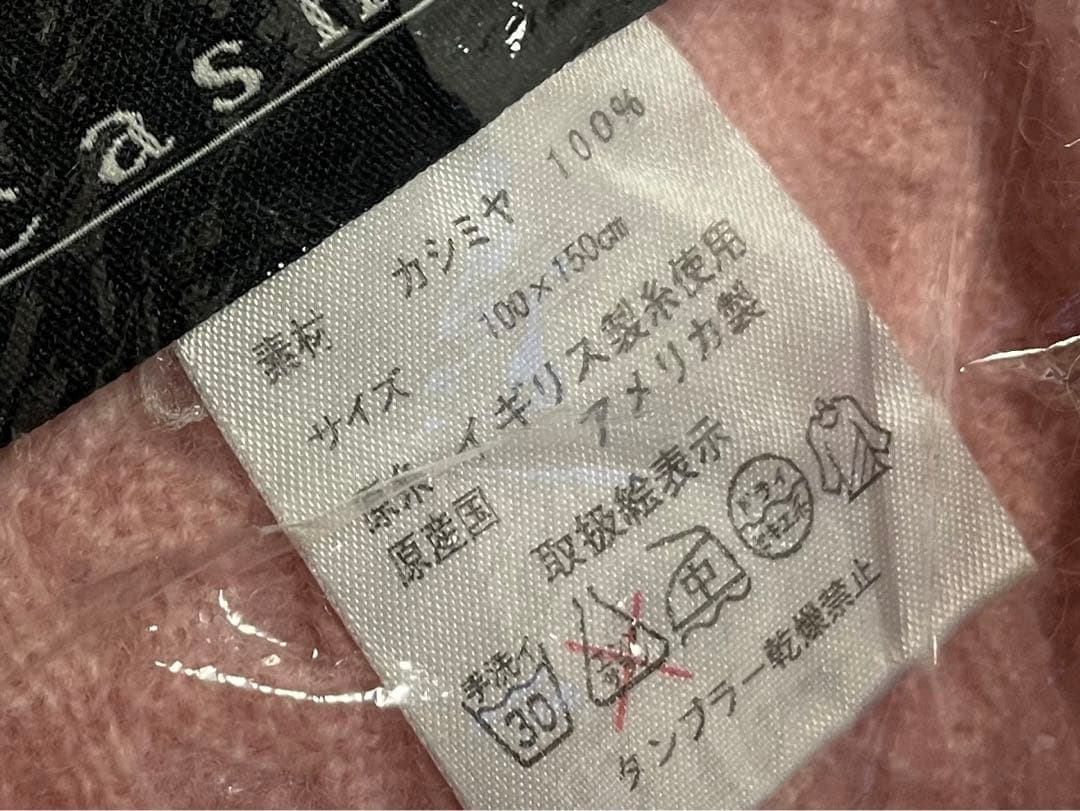 cash
素材 カシミヤ 100%
サイズ 100×150cm
イギリス製糸使用
原産国 アメリカ製
取扱絵表示
手洗イ
30
中
タンブラー乾燥禁止